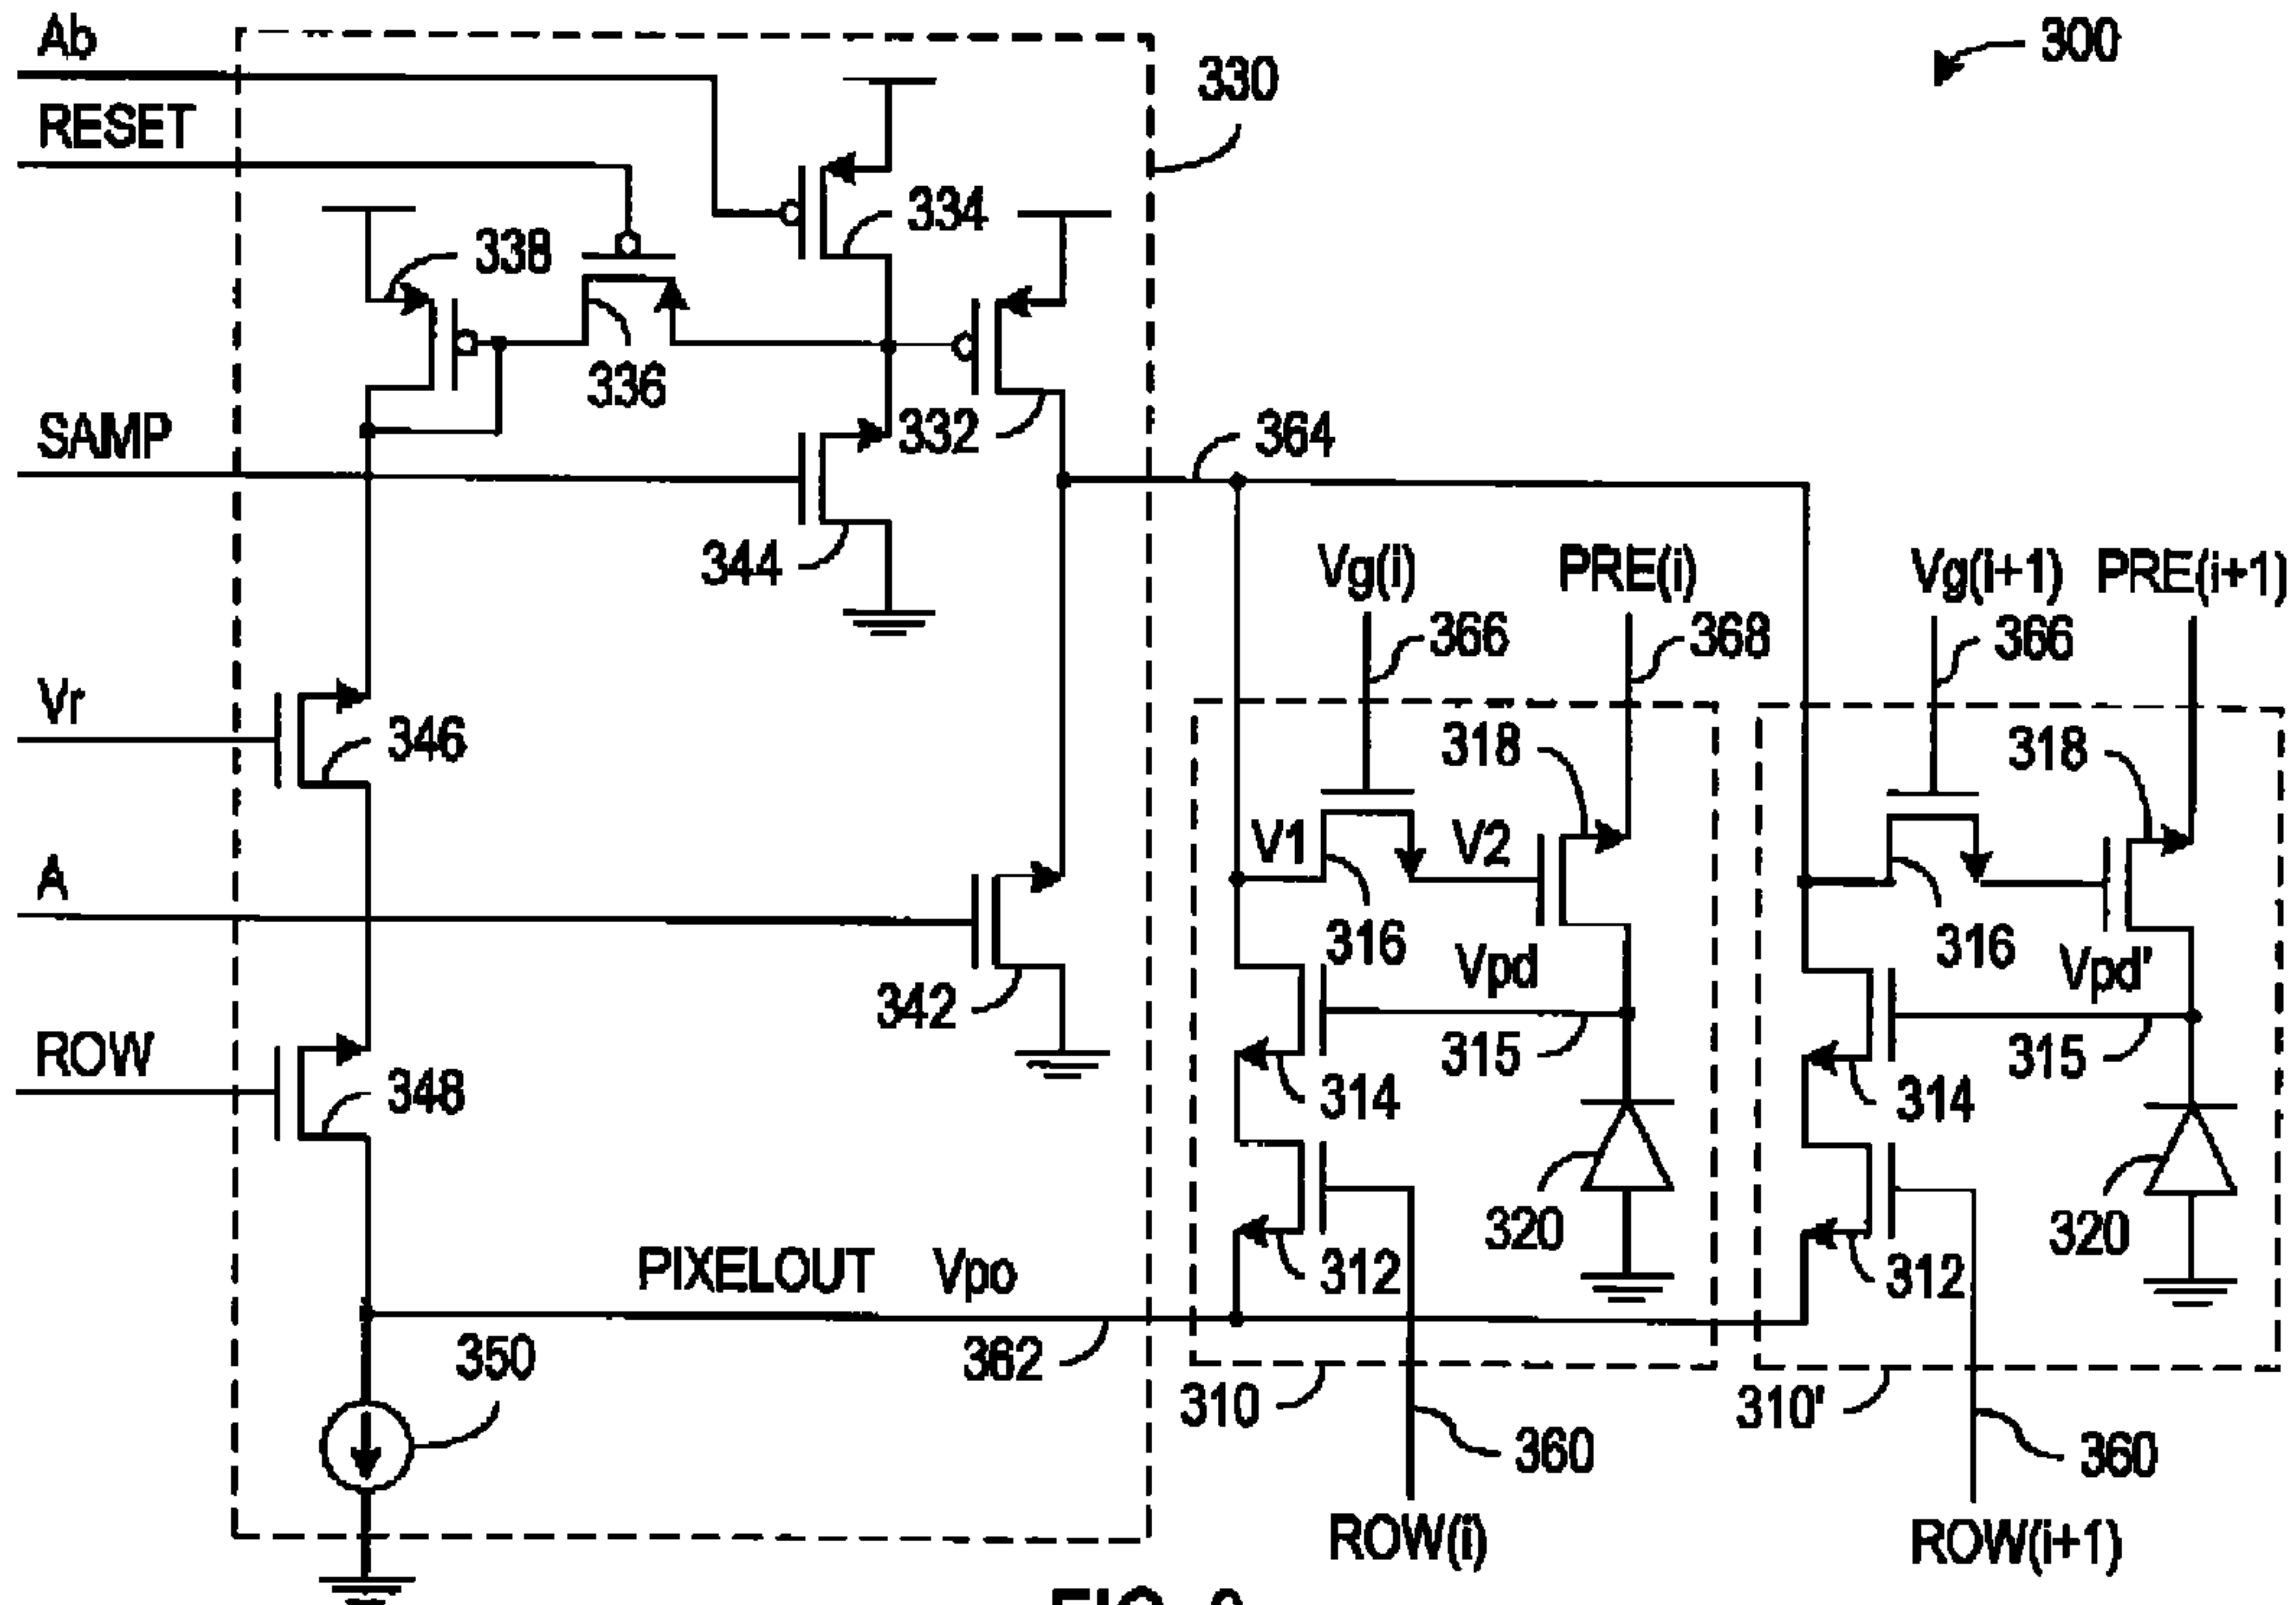 Ab
300
330
RESET
334
338
336
332
SAMP
364
344
Vg(i)
PRE(i)
Vg(i+1)
PRE(i+1)
366
368
366
Vr
346
318
318
V1
V2
A
316
Vpd
316
Vpd'
342
315
315
ROW
348
314
314
320
320
PIXELOUT
Vpo
312
312
350
362
310
310'
360
360
ROW(i)
ROW(i+1)